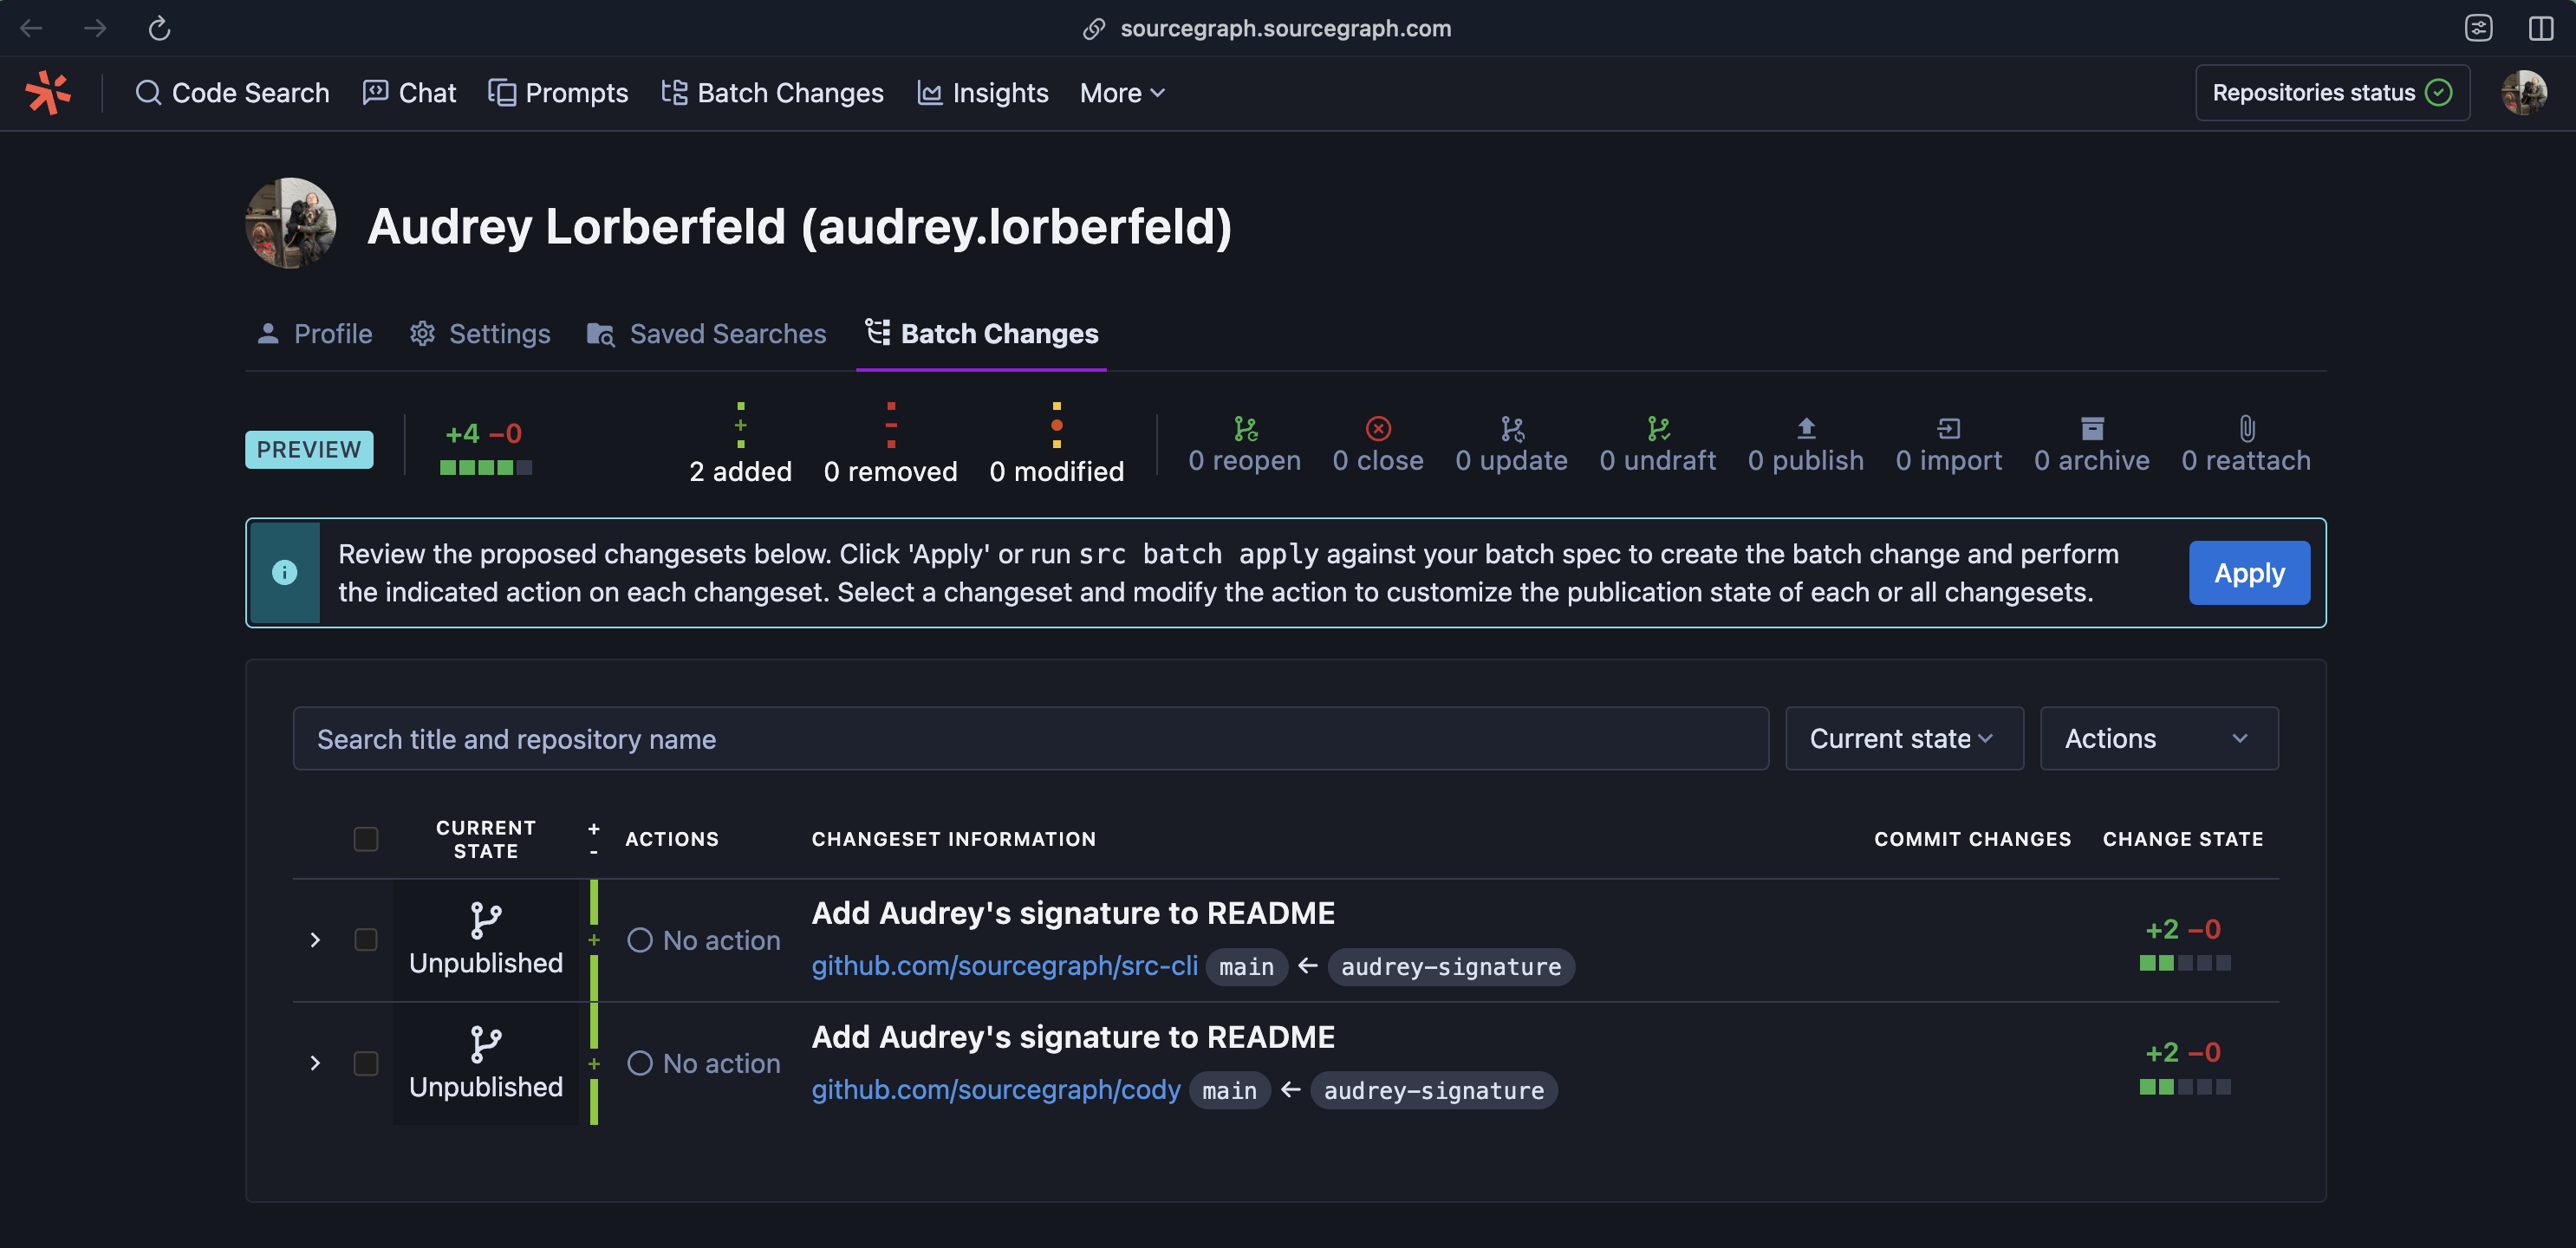 sourcegraph.sourcegraph.com
Code Search Chat Prompts Batch Changes Insights More Repositories status
Audrey Lorberfeld (audrey.lorberfeld)
Profile Settings Saved Searches Batch Changes
PREVIEW +4 −0 2 added 0 removed 0 modified 0 reopen 0 close 0 update 0 undraft 0 publish 0 import 0 archive 0 reattach
Review the proposed changesets below. Click 'Apply' or run src batch apply against your batch spec to create the batch change and perform
the indicated action on each changeset. Select a changeset and modify the action to customize the publication state of each or all changesets.
Apply
Search title and repository name Current state Actions
CURRENT STATE + - ACTIONS CHANGESET INFORMATION COMMIT CHANGES CHANGE STATE
Unpublished + No action Add Audrey's signature to README +2 −0
github.com/sourcegraph/src-cli main ← audrey-signature
Unpublished + No action Add Audrey's signature to README +2 −0
github.com/sourcegraph/cody main ← audrey-signature